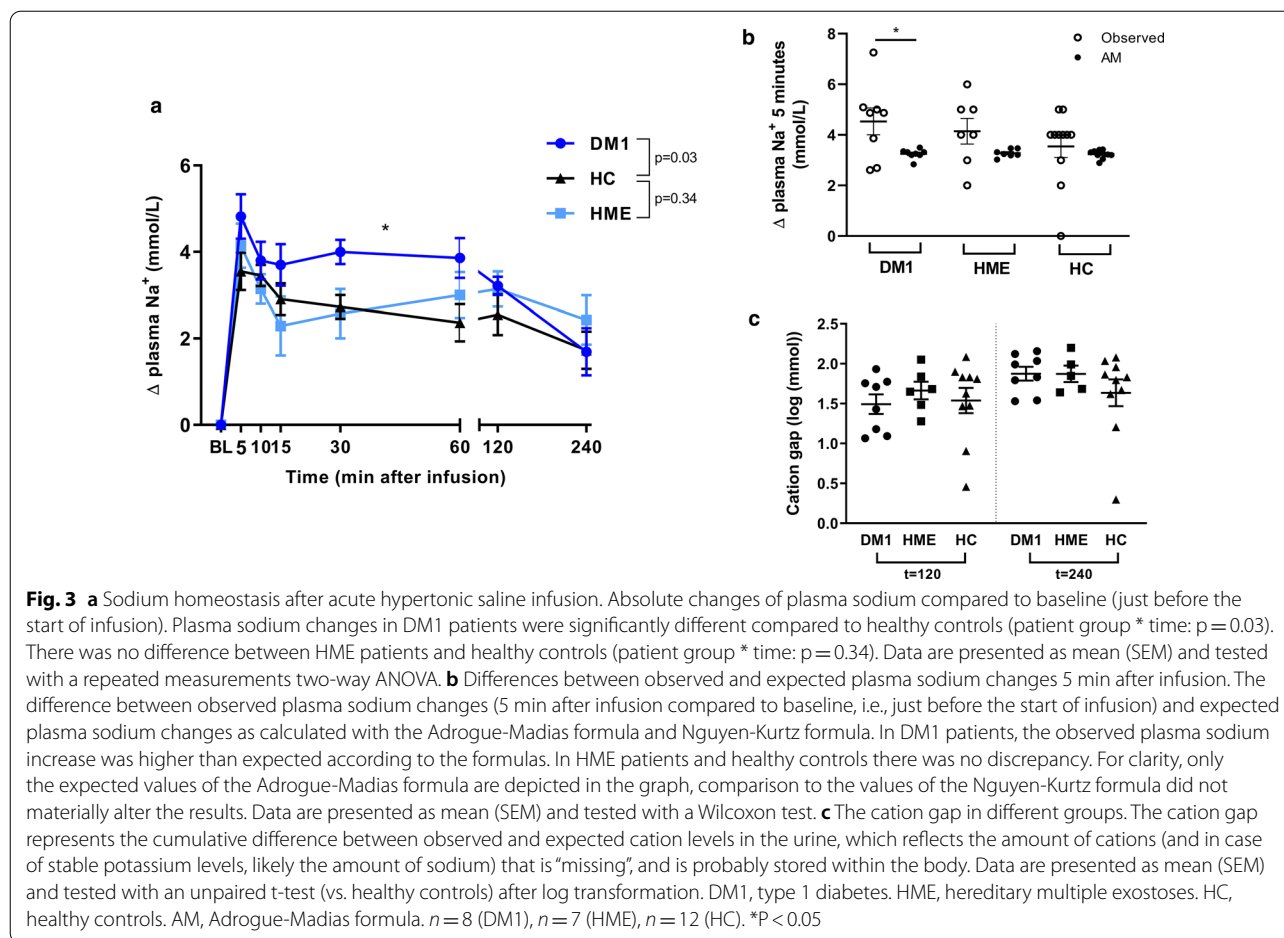 a
Δ plasma Na+ (mmol/L)
6
4
2
0
BL 5 10 15 30 60 120 240
Time (min after infusion)
DM1
HC
HME
p=0.03
p=0.34
*
b
Δ plasma Na+ 5 minutes
(mmol/L)
8
6
4
2
0
*
Observed
AM
DM1 HME HC
c
Cation gap (log (mmol))
2.5
2.0
1.5
1.0
0.5
0.0
DM1 HME HC DM1 HME HC
t=120 t=240
Fig. 3 a Sodium homeostasis after acute hypertonic saline infusion. Absolute changes of plasma sodium compared to baseline (just before the
start of infusion). Plasma sodium changes in DM1 patients were significantly different compared to healthy controls (patient group * time: p = 0.03).
There was no difference between HME patients and healthy controls (patient group * time: p = 0.34). Data are presented as mean (SEM) and tested
with a repeated measurements two-way ANOVA. b Differences between observed and expected plasma sodium changes 5 min after infusion. The
difference between observed plasma sodium changes (5 min after infusion compared to baseline, i.e., just before the start of infusion) and expected
plasma sodium changes as calculated with the Adrogue-Madias formula and Nguyen-Kurtz formula. In DM1 patients, the observed plasma sodium
increase was higher than expected according to the formulas. In HME patients and healthy controls there was no discrepancy. For clarity, only
the expected values of the Adrogue-Madias formula are depicted in the graph, comparison to the values of the Nguyen-Kurtz formula did not
materially alter the results. Data are presented as mean (SEM) and tested with a Wilcoxon test. c The cation gap in different groups. The cation gap
represents the cumulative difference between observed and expected cation levels in the urine, which reflects the amount of cations (and in case
of stable potassium levels, likely the amount of sodium) that is “missing”, and is probably stored within the body. Data are presented as mean (SEM)
and tested with an unpaired t-test (vs. healthy controls) after log transformation. DM1, type 1 diabetes. HME, hereditary multiple exostoses. HC,
healthy controls. AM, Adrogue-Madias formula. n = 8 (DM1), n = 7 (HME), n = 12 (HC). *P < 0.05